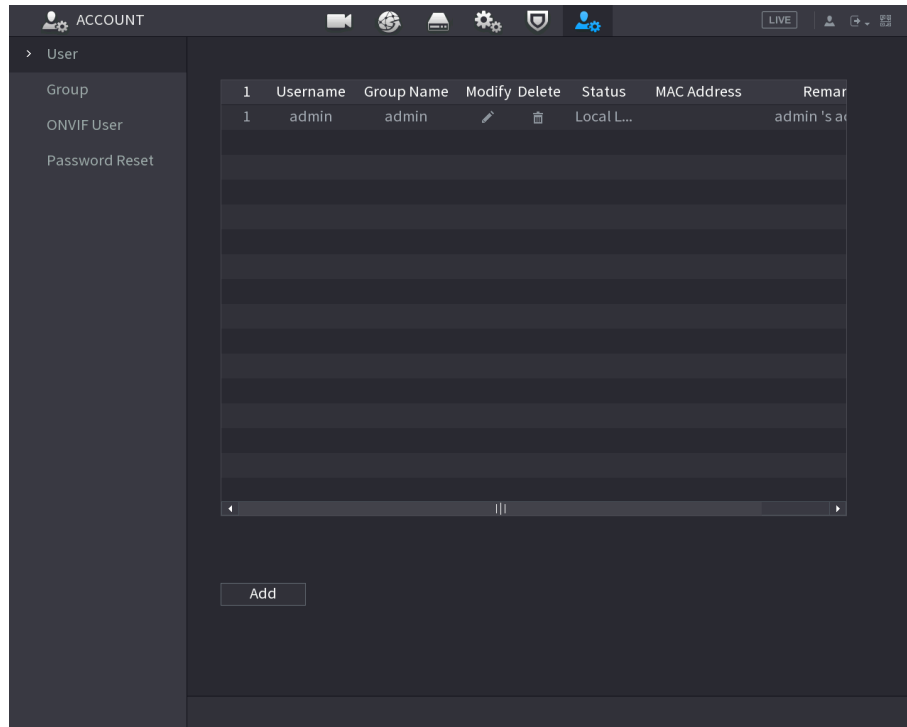 ACCOUNT LIVE
User
Group
ONVIF User
Password Reset
1 Username Group Name Modify Delete Status MAC Address Remar
1 admin admin Local L... admin 's ac
Add